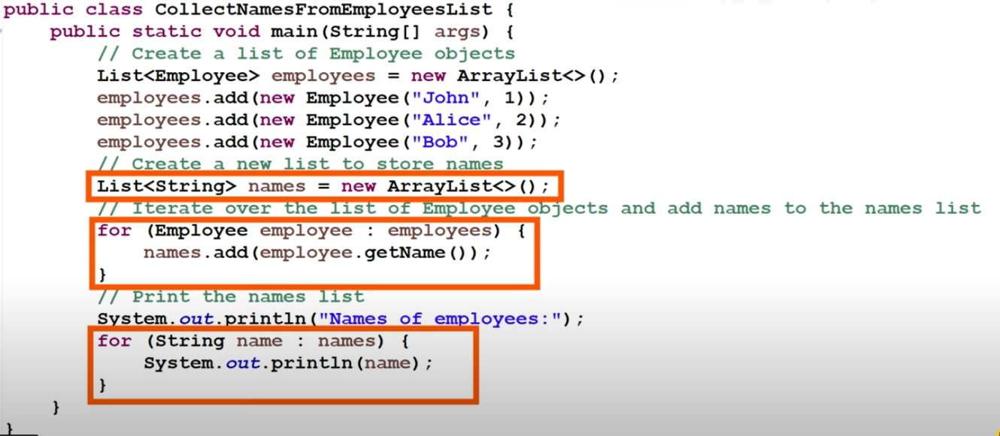 public class CollectNamesFromEmployeesList {
    public static void main(String[] args) {
        // Create a list of Employee objects
        List<Employee> employees = new ArrayList<>();
        employees.add(new Employee("John", 1));
        employees.add(new Employee("Alice", 2));
        employees.add(new Employee("Bob", 3));
        // Create a new list to store names
        List<String> names = new ArrayList<>();
        // Iterate over the list of Employee objects and add names to the names list
        for (Employee employee : employees) {
            names.add(employee.getName());
        }
        // Print the names list
        System.out.println("Names of employees:");
        for (String name : names) {
            System.out.println(name);
        }
    }
}